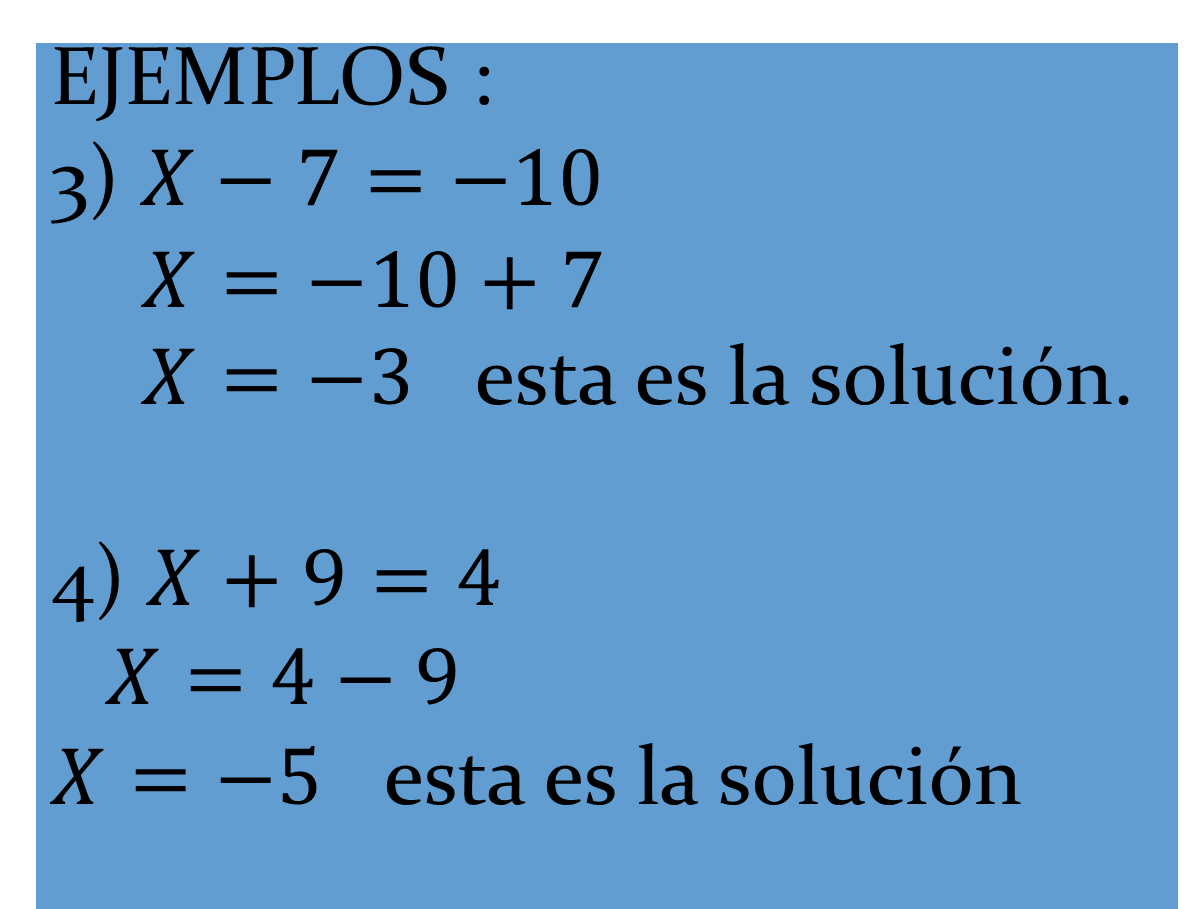 EJEMPLOS :
3) X − 7 = −10
X = −10 + 7
X = −3 esta es la solución.
4) X + 9 = 4
X = 4 − 9
X = −5 esta es la solución